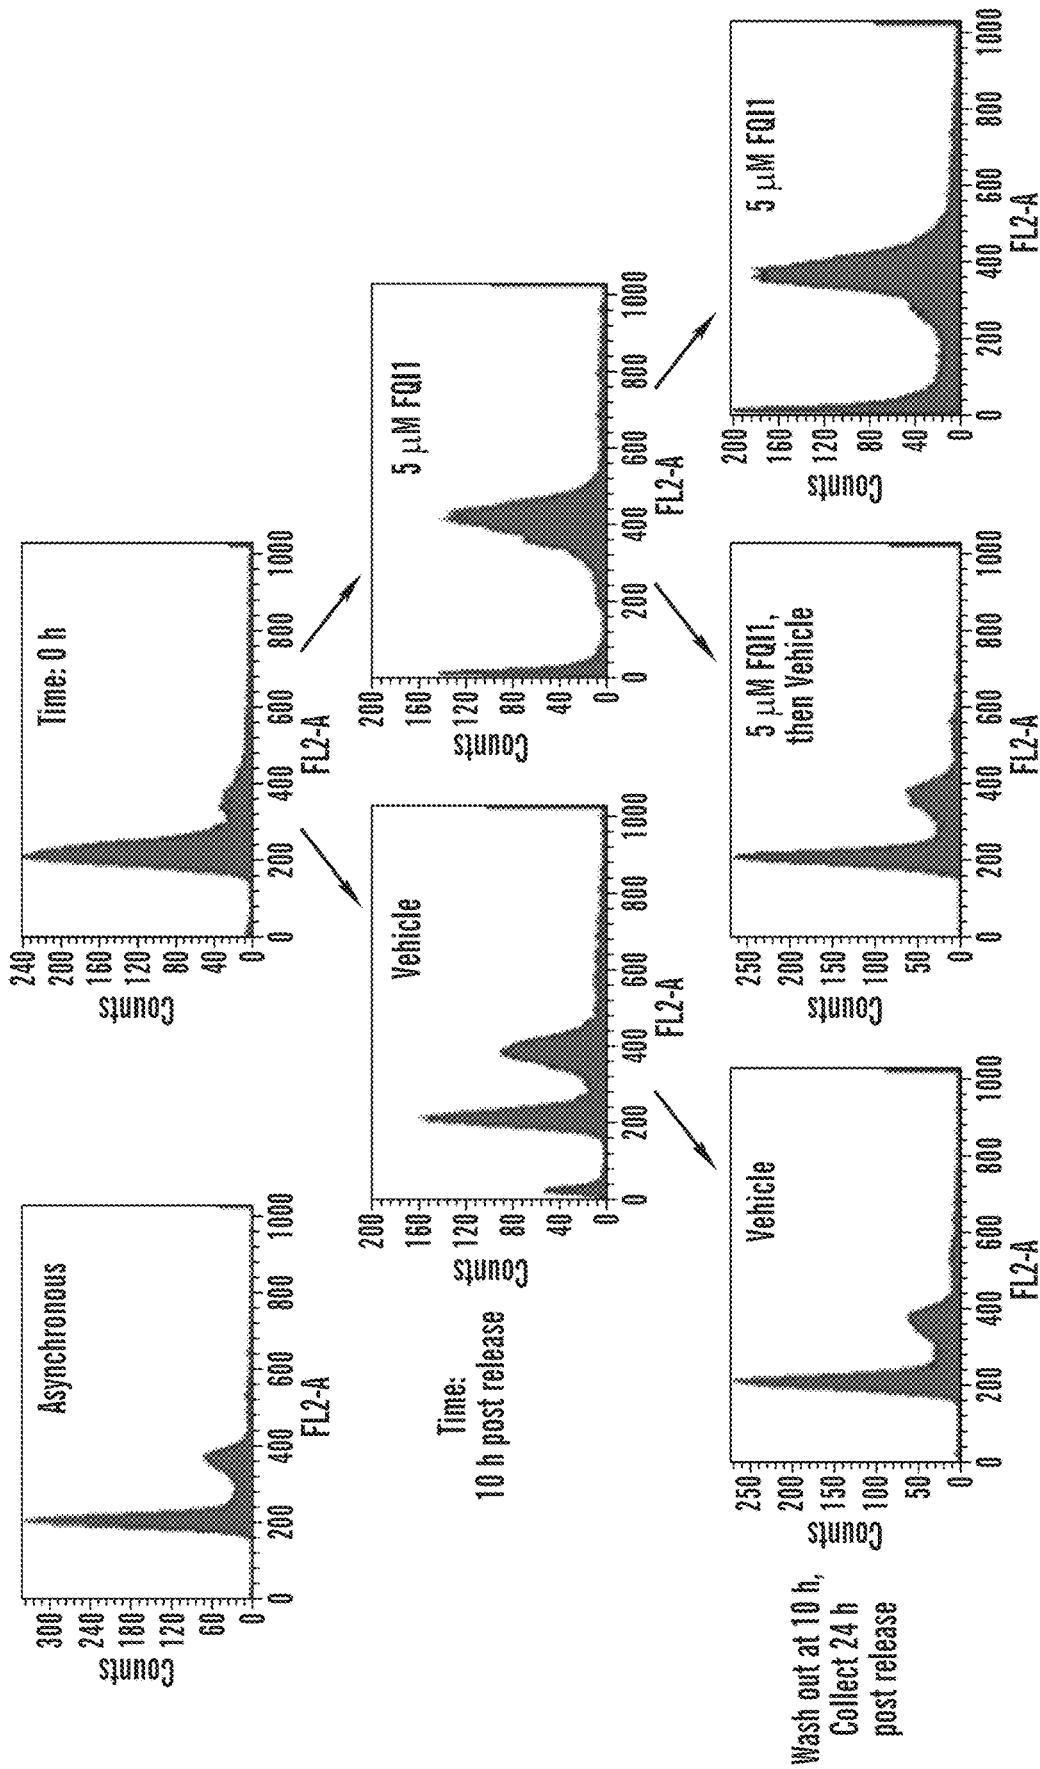 Asynchronous
Counts
300
240
180
120
60
0
0 200 400 600 800 1000
FL2-A
Time: 0 h
Counts
240
200
160
120
80
40
0
0 200 400 600 800 1000
FL2-A
Time:
10 h post release
Vehicle
Counts
200
160
120
80
40
0
0 200 400 600 800 1000
FL2-A
5 μM FQI1
Counts
200
160
120
80
40
0
0 200 400 600 800 1000
FL2-A
Wash out at 10 h,
Collect 24 h
post release
Vehicle
Counts
250
200
150
100
50
0
0 200 400 600 800 1000
FL2-A
5 μM FQI1,
then Vehicle
Counts
250
200
150
100
50
0
0 200 400 600 800 1000
FL2-A
5 μM FQI1
Counts
200
160
120
80
40
0
0 200 400 600 800 1000
FL2-A